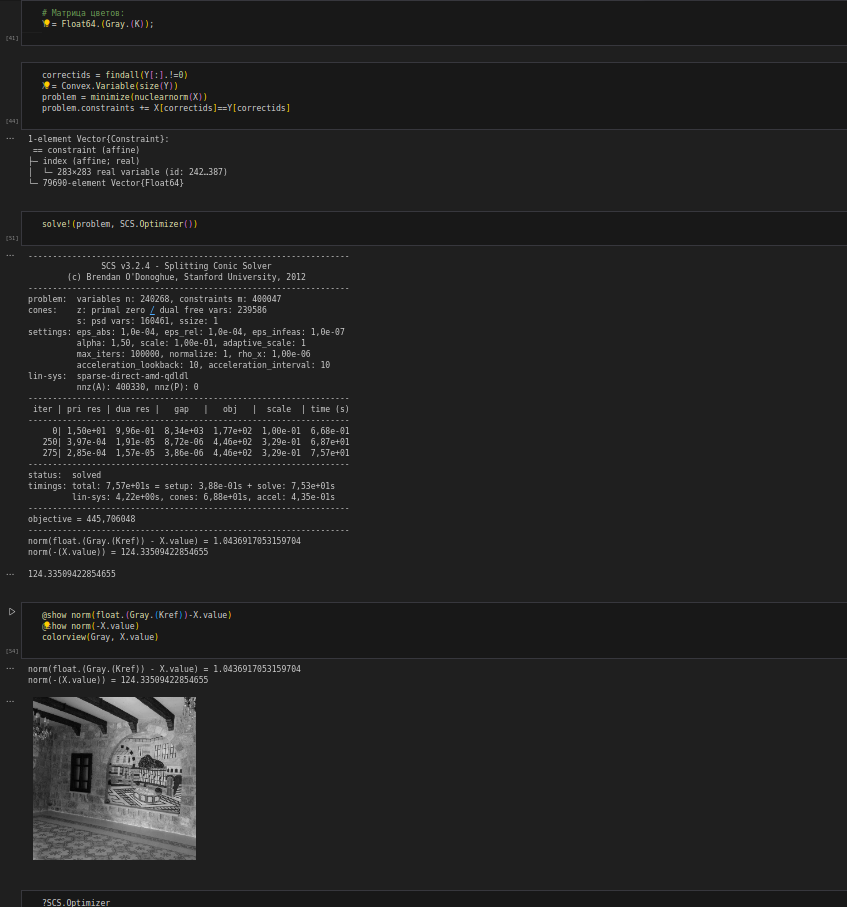 # Матрица цветов:
= Float64.(Gray.(K));
[41]
correctids = findall(Y[:].!=0)
= Convex.Variable(size(Y))
problem = minimize(nuclearnorm(X))
problem.constraints += X[correctids]==Y[correctids]
[44]
... 1-element Vector{Constraint}:
== constraint (affine)
├─ index (affine; real)
│ └─ 283×283 real variable (id: 242…387)
└─ 79690-element Vector{Float64}
solve!(problem, SCS.Optimizer())
[51]
... ------------------------------------------------------------------
SCS v3.2.4 - Splitting Conic Solver
(c) Brendan O'Donoghue, Stanford University, 2012
------------------------------------------------------------------
problem: variables n: 240268, constraints m: 400047
cones: z: primal zero / dual free vars: 239586
s: psd vars: 160461, ssize: 1
settings: eps_abs: 1,0e-04, eps_rel: 1,0e-04, eps_infeas: 1,0e-07
alpha: 1,50, scale: 1,00e-01, adaptive_scale: 1
max_iters: 100000, normalize: 1, rho_x: 1,00e-06
acceleration_lookback: 10, acceleration_interval: 10
lin-sys: sparse-direct-amd-qdldl
nnz(A): 400330, nnz(P): 0
------------------------------------------------------------------
iter | pri res | dua res | gap | obj | scale | time (s)
------------------------------------------------------------------
0| 1,50e+01 9,96e-01 8,34e+03 1,77e+02 1,00e-01 6,68e-01
250| 3,97e-04 1,91e-05 8,72e-06 4,46e+02 3,29e-01 6,87e+01
275| 2,85e-04 1,57e-05 3,86e-06 4,46e+02 3,29e-01 7,57e+01
------------------------------------------------------------------
status: solved
timings: total: 7,57e+01s = setup: 3,88e-01s + solve: 7,53e+01s
lin-sys: 4,22e+00s, cones: 6,88e+01s, accel: 4,35e-01s
------------------------------------------------------------------
objective = 445,706048
------------------------------------------------------------------
norm(float.(Gray.(Kref)) - X.value) = 1.0436917053159704
norm(-(X.value)) = 124.33509422854655
... 124.33509422854655
@show norm(float.(Gray.(Kref))-X.value)
@show norm(-X.value)
colorview(Gray, X.value)
[54]
... norm(float.(Gray.(Kref)) - X.value) = 1.0436917053159704
norm(-(X.value)) = 124.33509422854655
...
?SCS.Optimizer